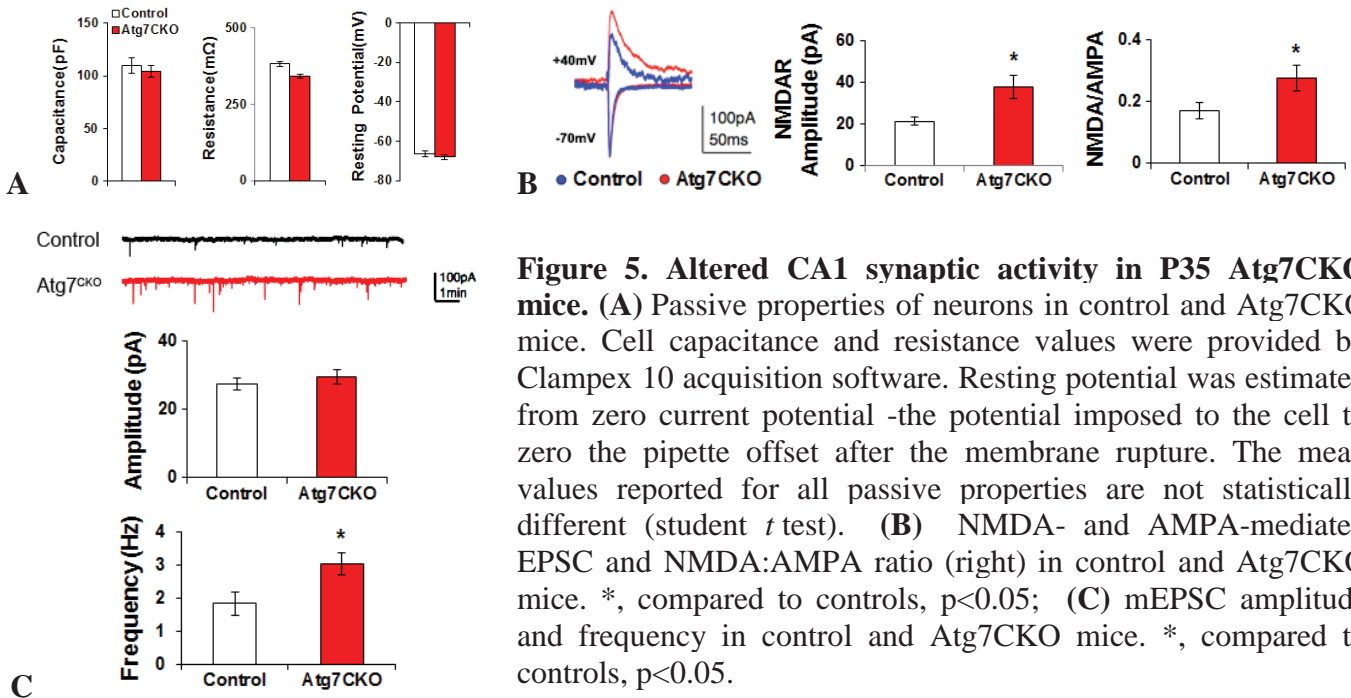 Control
Atg7CKO
Capacitance(pF)
150
100
50
0
Resistance(mΩ)
500
250
0
Resting Potential(mV)
0
-20
-40
-60
-80
A
+40mV
-70mV
100pA
50ms
Control Atg7CKO
B
NMDAR
Amplitude (pA)
60
40
20
0
*
Control Atg7CKO
NMDA/AMPA
0.4
0.2
0
*
Control Atg7CKO
Control
Atg7CKO
100pA
1min
Amplitude (pA)
40
20
0
Control Atg7CKO
Frequency (Hz)
4
3
2
1
0
*
Control Atg7CKO
C
Figure 5. Altered CA1 synaptic activity in P35 Atg7CKO
mice. (A) Passive properties of neurons in control and Atg7CKO
mice. Cell capacitance and resistance values were provided b
Clampex 10 acquisition software. Resting potential was estimate
from zero current potential -the potential imposed to the cell t
zero the pipette offset after the membrane rupture. The mea
values reported for all passive properties are not statisticall
different (student t test). (B) NMDA- and AMPA-mediate
EPSC and NMDA:AMPA ratio (right) in control and Atg7CKO
mice. *, compared to controls, p<0.05; (C) mEPSC amplitud
and frequency in control and Atg7CKO mice. *, compared t
controls, p<0.05.